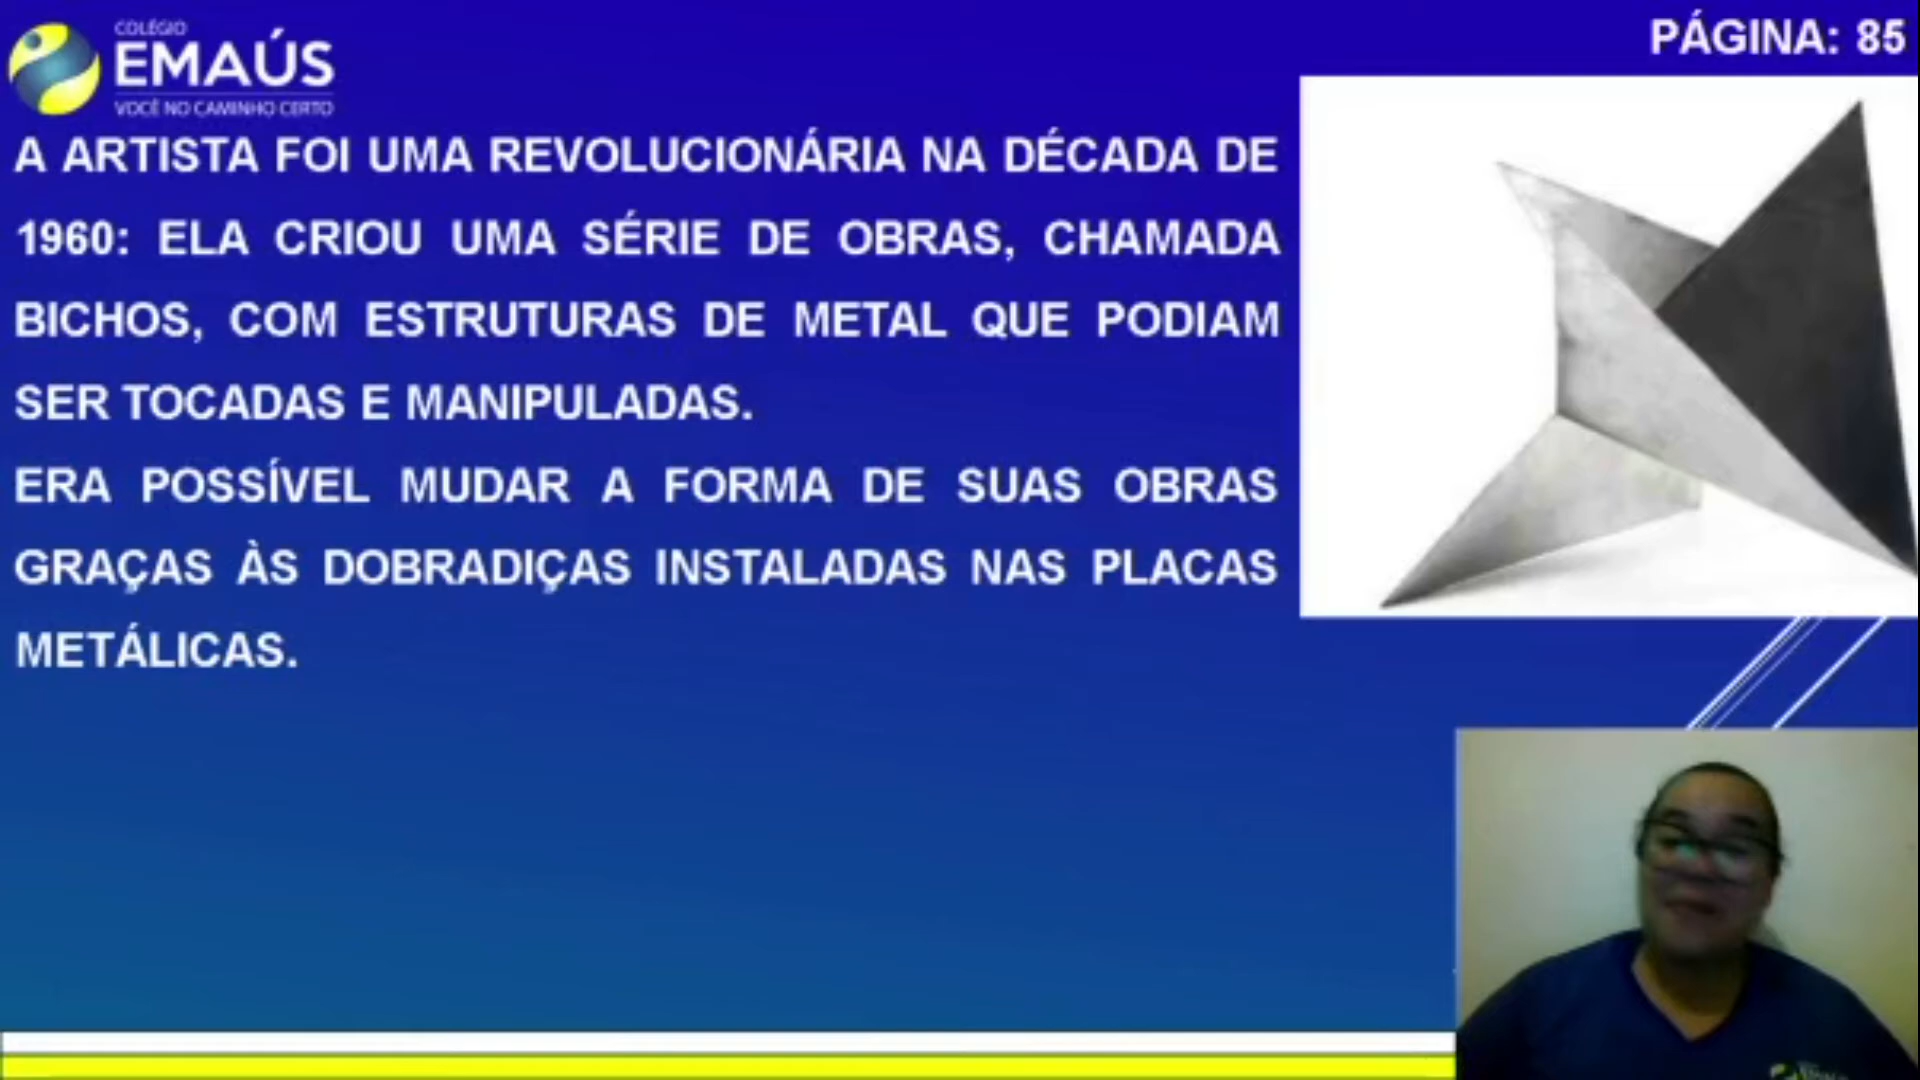 COLÉGIO
EMAÚS
VOCÊ NO CAMINHO CERTO
PÁGINA: 85
A ARTISTA FOI UMA REVOLUCIONÁRIA NA DÉCADA DE
1960: ELA CRIOU UMA SÉRIE DE OBRAS, CHAMADA
BICHOS, COM ESTRUTURAS DE METAL QUE PODIAM
SER TOCADAS E MANIPULADAS.
ERA POSSÍVEL MUDAR A FORMA DE SUAS OBRAS
GRAÇAS ÀS DOBRADIÇAS INSTALADAS NAS PLACAS
METÁLICAS.